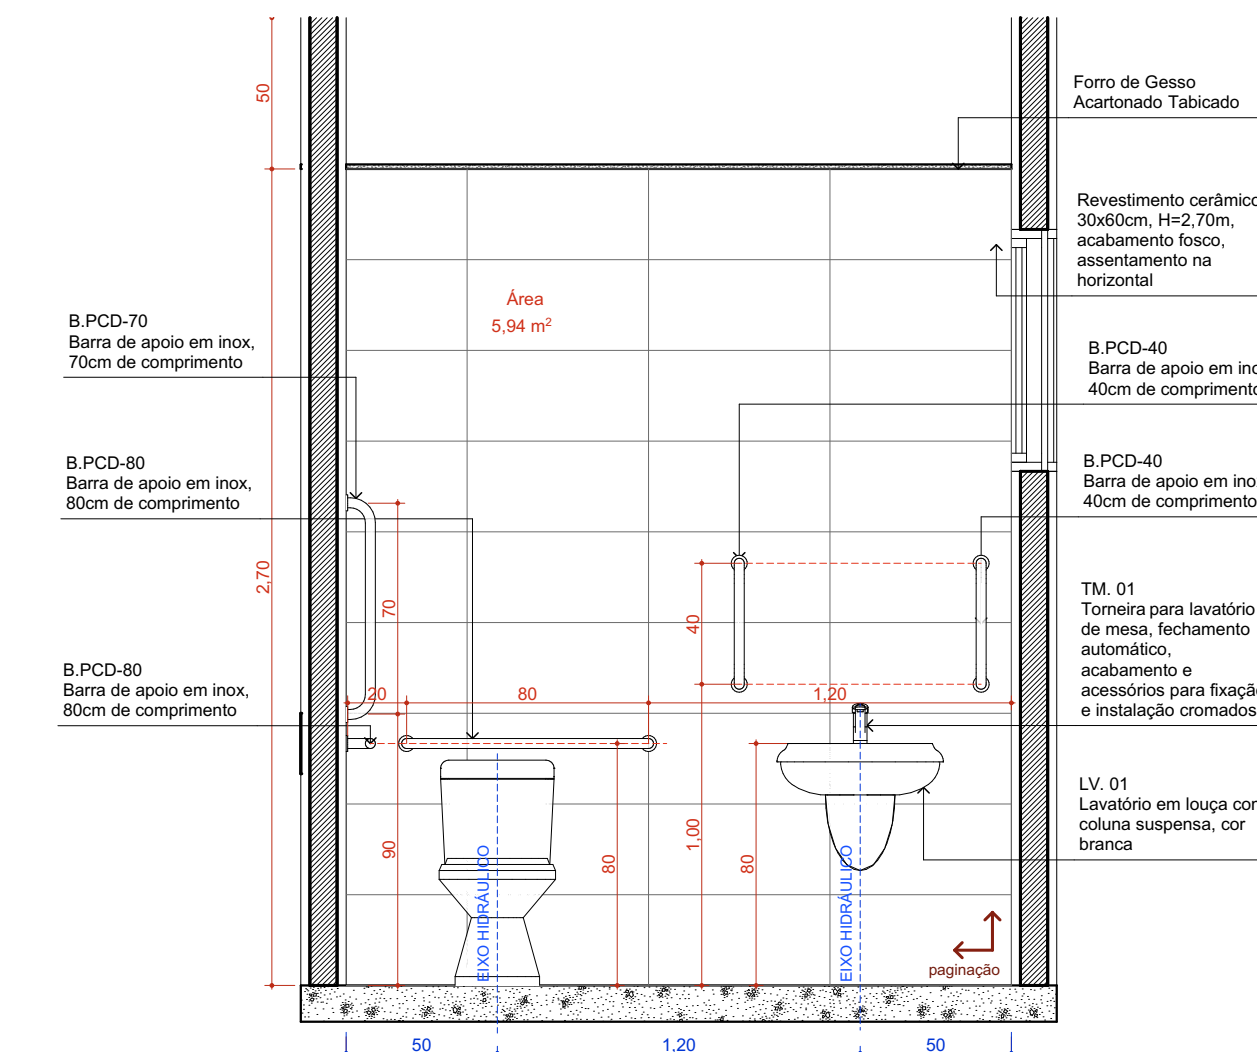 50
Forro de Gesso
Acartonado Tabicado
Revestimento cerâmico
30x60cm, H=2,70m,
acabamento fosco,
assentamento na
horizontal
Área
5,94 m²
B.PCD-70
Barra de apoio em inox,
70cm de comprimento
B.PCD-40
Barra de apoio em
40cm de comprimento
B.PCD-80
Barra de apoio em inox,
80cm de comprimento
B.PCD-40
Barra de apoio em
40cm de comprimento
2,70
70
40
TM. 01
Torneira para lavatório
de mesa, fechamento
automático,
acabamento e
acessórios para
e instalação cromados
B.PCD-80
Barra de apoio em inox,
80cm de comprimento
20
80
1,20
LV. 01
Lavatório em louça
coluna suspensa, cor
branca
90
80
1,00
80
EIXO HIDRÁULICO
EIXO HIDRÁULICO
paginação
50
1,20
50